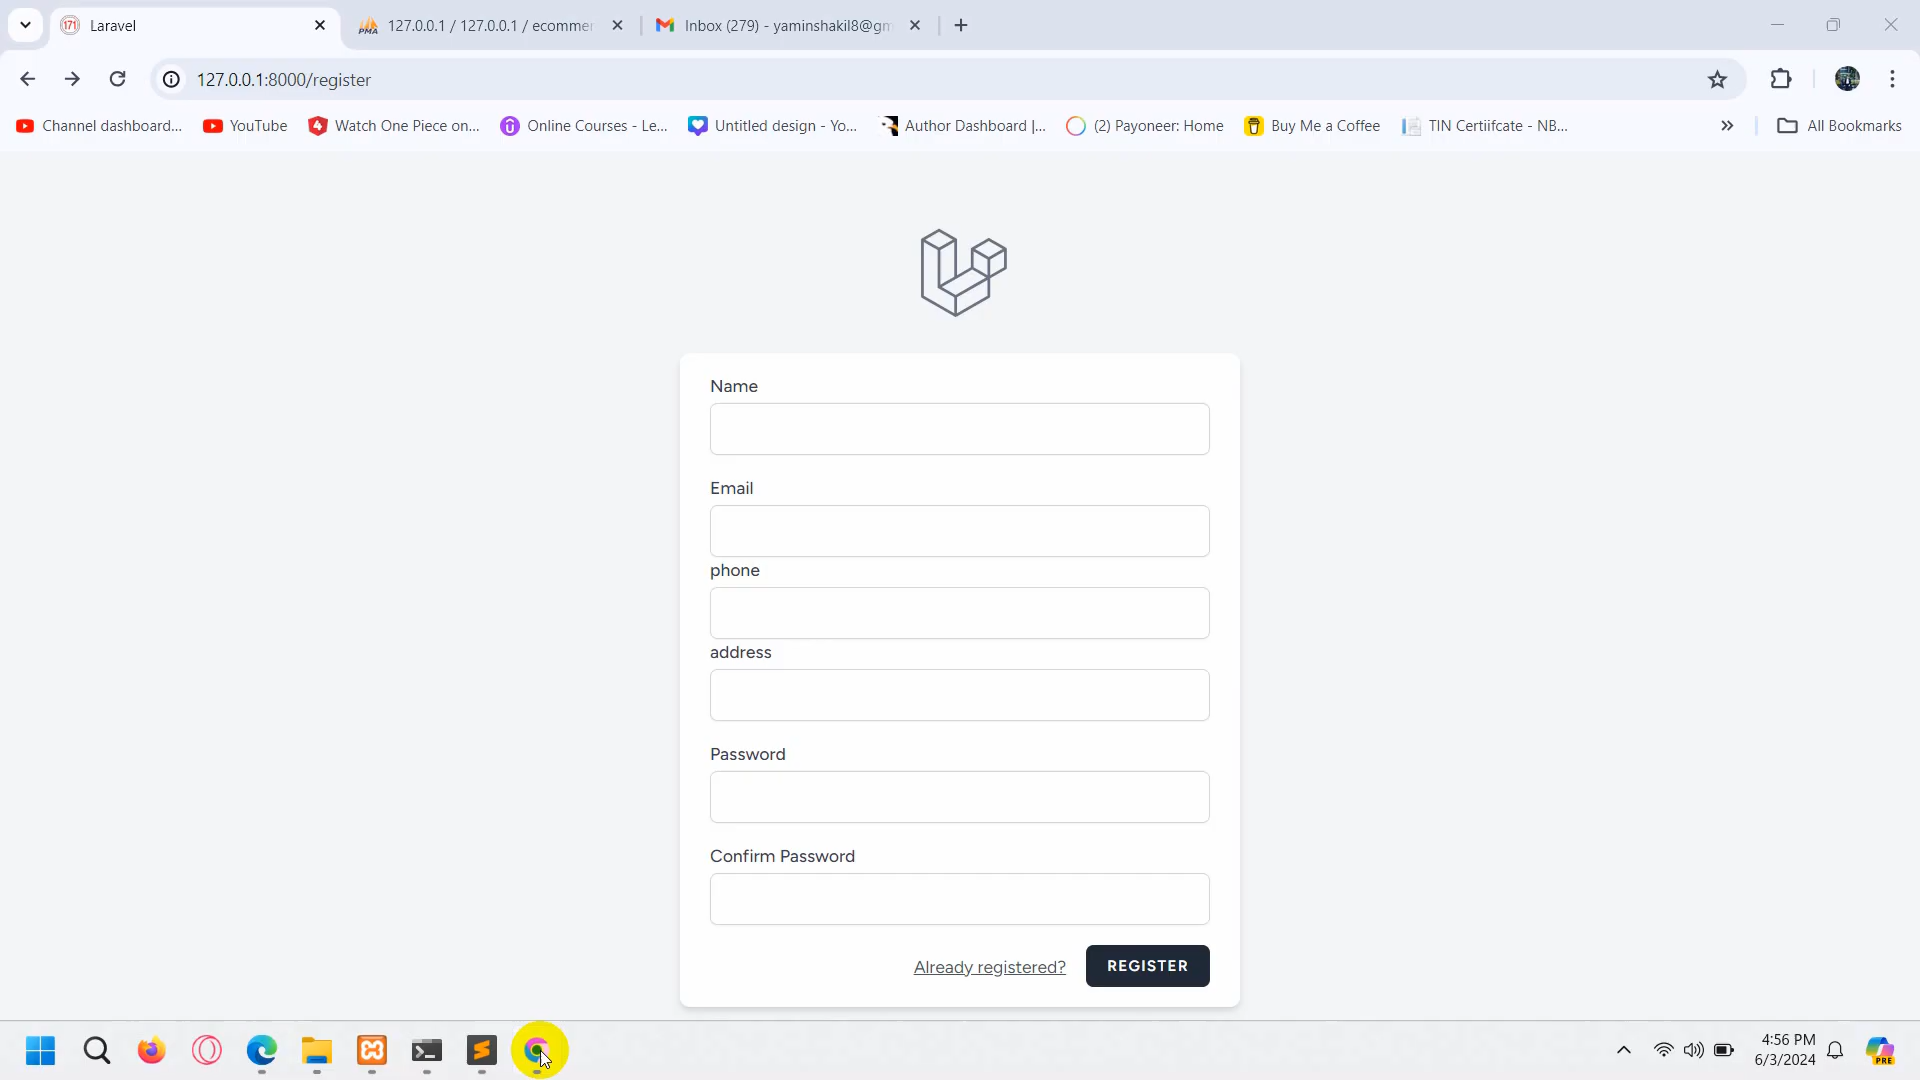 171 Laravel
PMA 127.0.0.1 / 127.0.0.1 / ecommer
Inbox (279) - yaminshakil8@gm
127.0.0.1:8000/register
Channel dashboard...
YouTube
Watch One Piece on...
Online Courses - Le...
Untitled design - Yo...
Author Dashboard |...
(2) Payoneer: Home
Buy Me a Coffee
TIN Certiifcate - NB...
All Bookmarks
Name
Email
phone
address
Password
Confirm Password
Already registered?
REGISTER
4:56 PM
6/3/2024
PRE